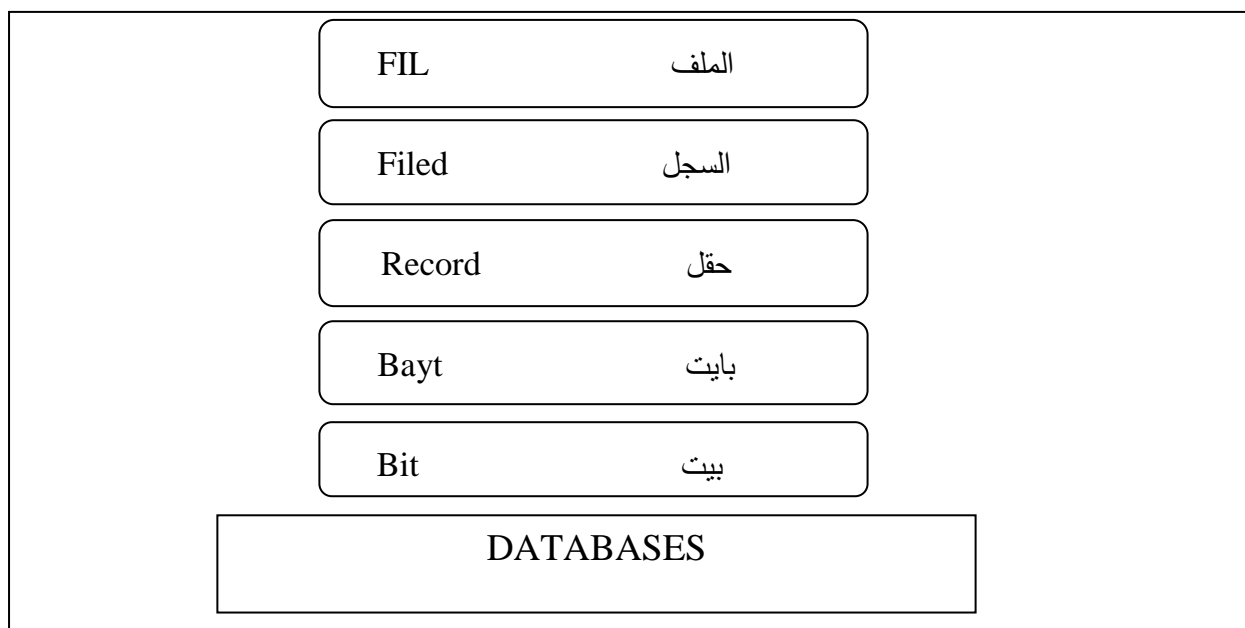 FIL الملف
Filed السجل
Record حقل
Bayt بايت
Bit بيت
DATABASES